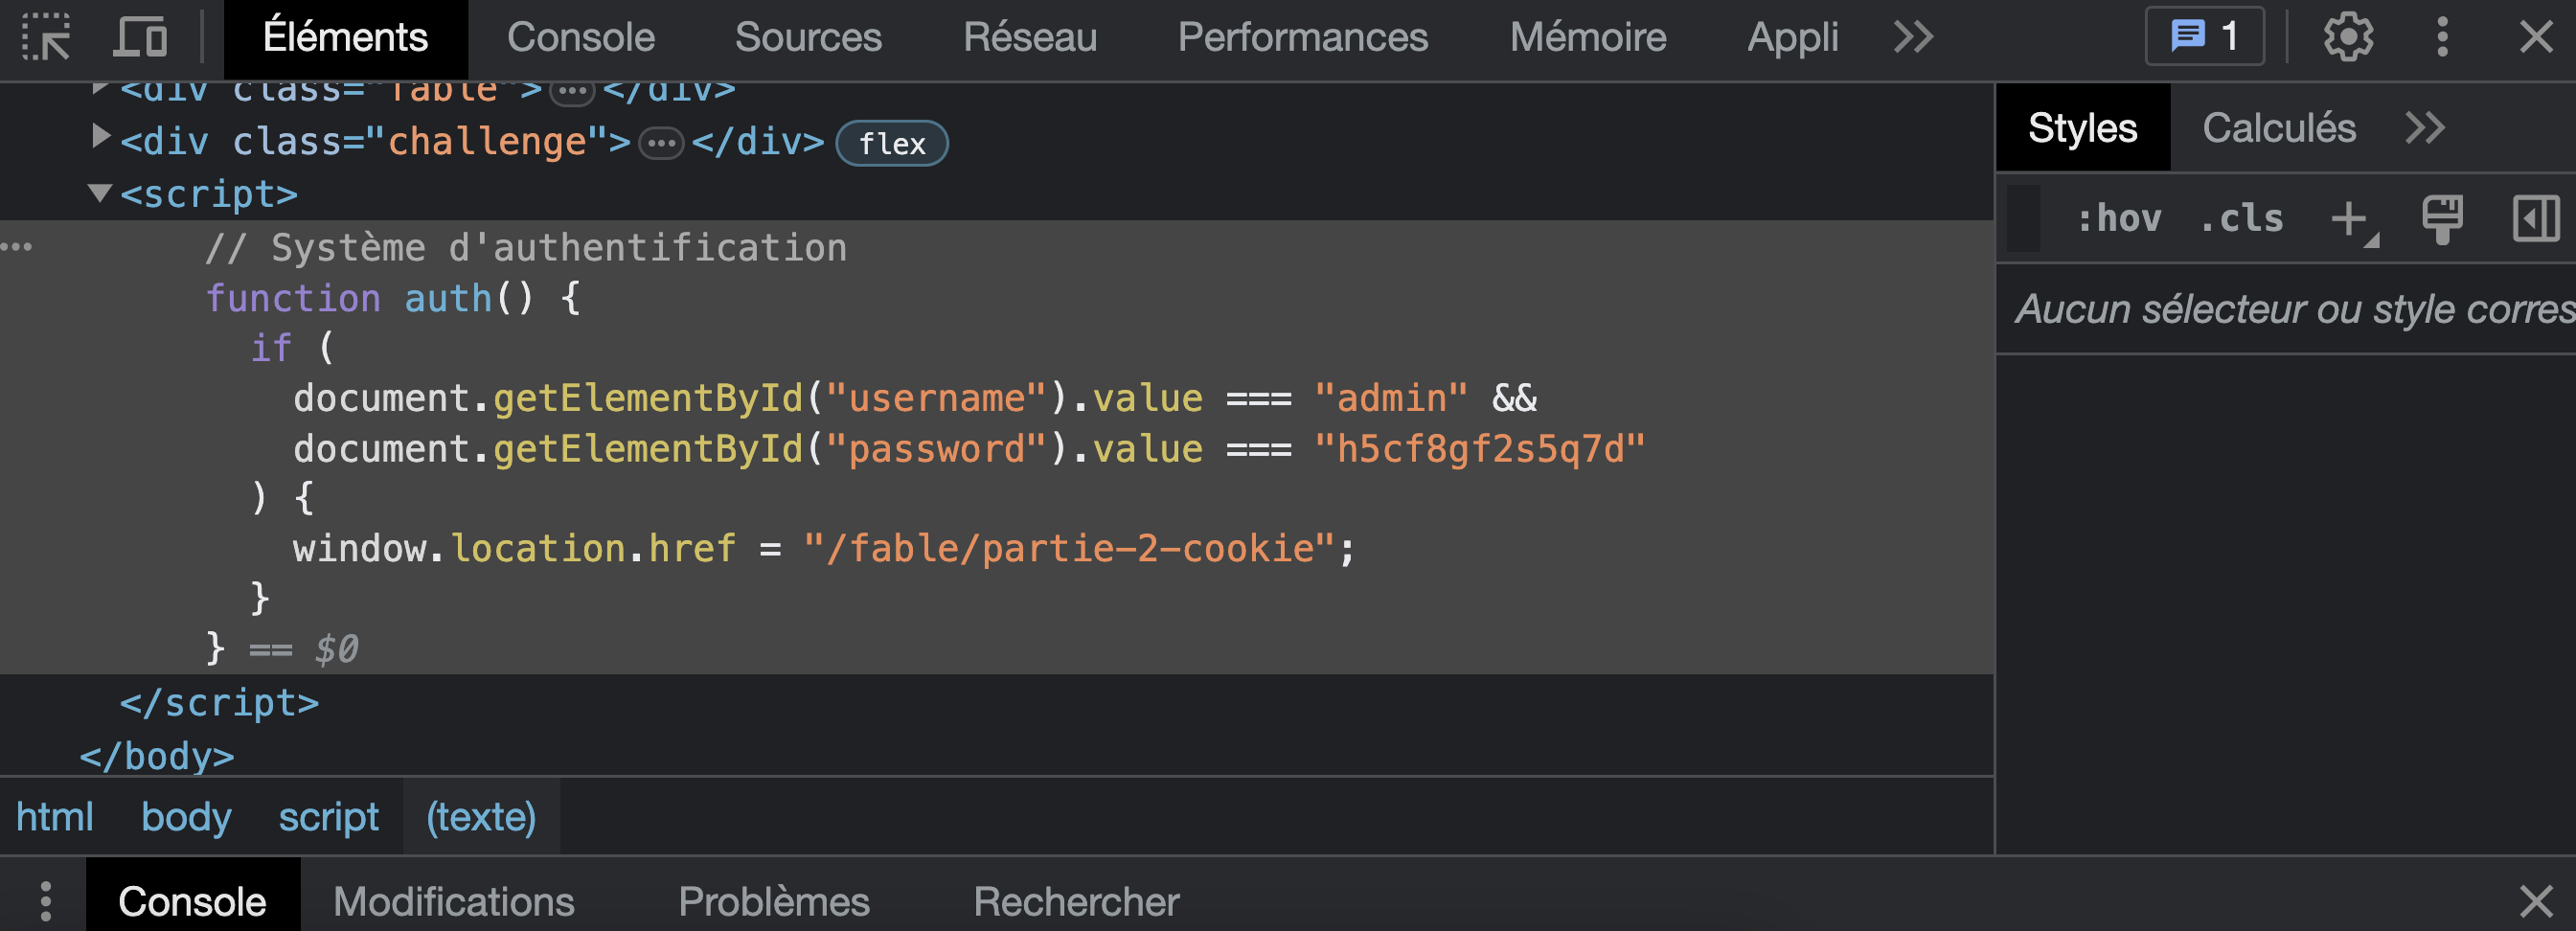 Éléments Console Sources Réseau Performances Mémoire Appli 1
<div class="fable"> ••• </div>
<div class="challenge"> ••• </div> flex
<script>
// Système d'authentification
function auth() {
if (
document.getElementById("username").value === "admin" &&
document.getElementById("password").value === "h5cf8gf2s5q7d"
) {
window.location.href = "/fable/partie-2-cookie";
}
} == $0
</script>
</body>
html body script (texte)
Styles Calculés
:hov .cls
Aucun sélecteur ou style corres
Console Modifications Problèmes Rechercher